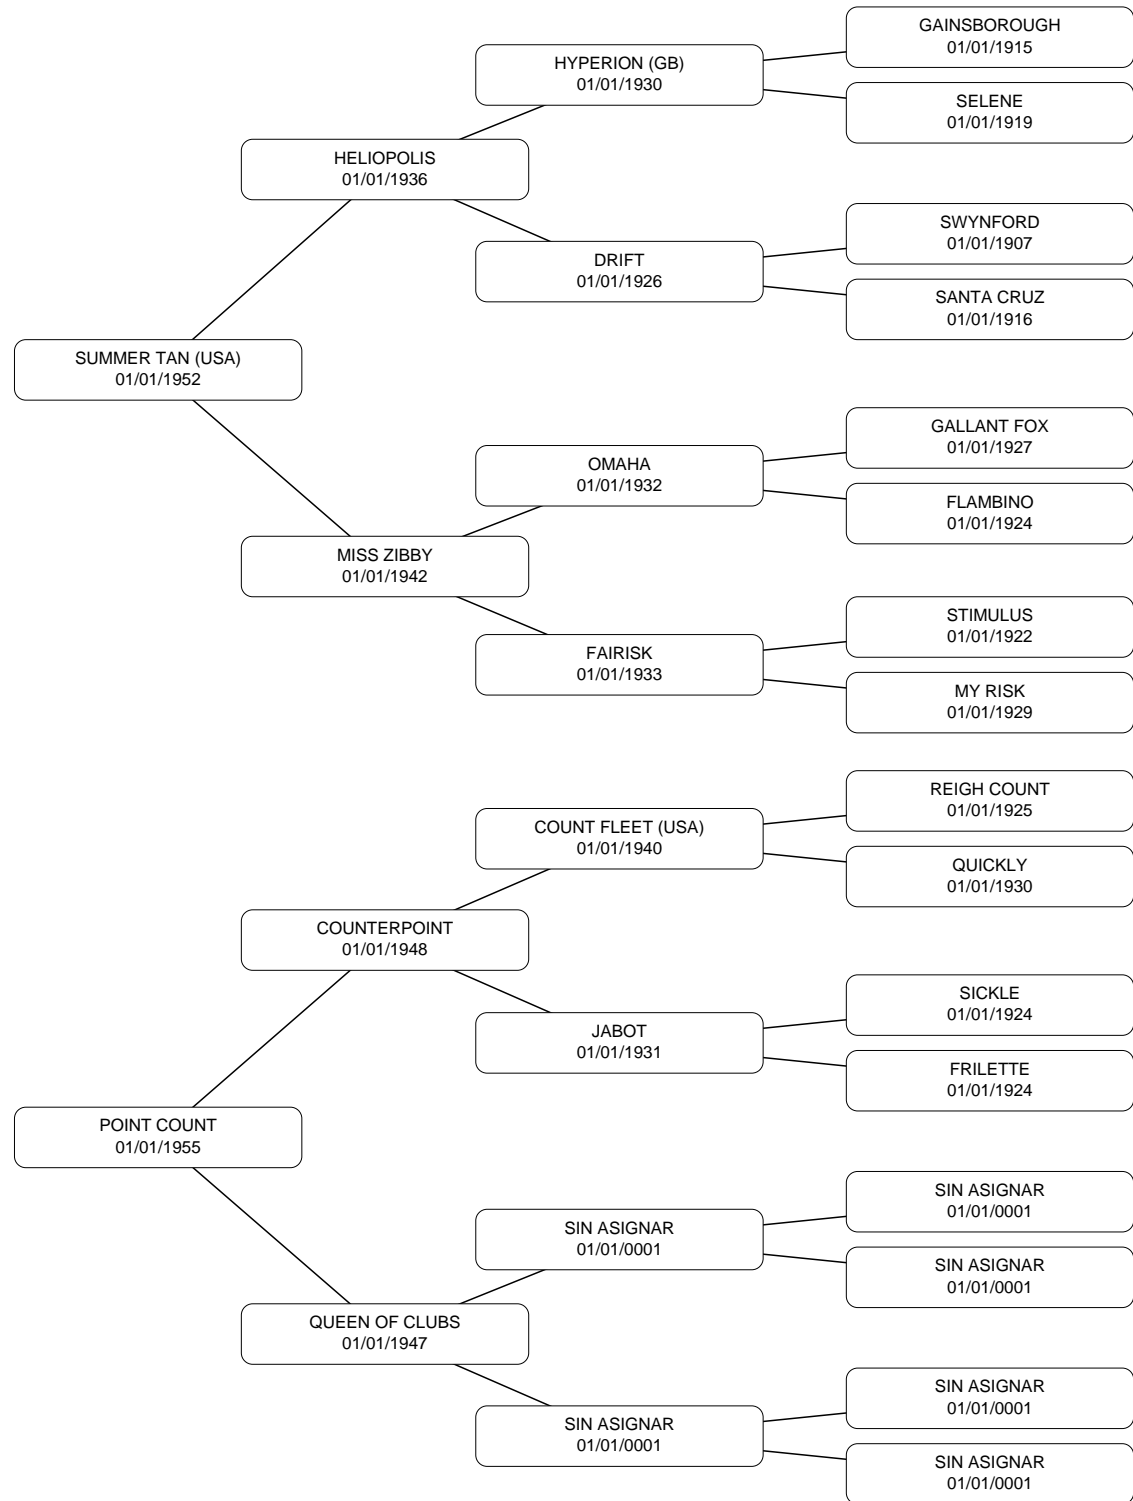 GAINSBOROUGH
01/01/1915
HYPERION (GB)
01/01/1930
SELENE
01/01/1919
HELIOPOLIS
01/01/1936
SWYNFORD
01/01/1907
DRIFT
01/01/1926
SANTA CRUZ
01/01/1916
SUMMER TAN (USA)
01/01/1952
GALLANT FOX
01/01/1927
OMAHA
01/01/1932
FLAMBINO
01/01/1924
MISS ZIBBY
01/01/1942
STIMULUS
01/01/1922
FAIRISK
01/01/1933
MY RISK
01/01/1929
REIGH COUNT
01/01/1925
COUNT FLEET (USA)
01/01/1940
QUICKLY
01/01/1930
COUNTERPOINT
01/01/1948
SICKLE
01/01/1924
JABOT
01/01/1931
FRILETTE
01/01/1924
POINT COUNT
01/01/1955
SIN ASIGNAR
01/01/0001
SIN ASIGNAR
01/01/0001
SIN ASIGNAR
01/01/0001
QUEEN OF CLUBS
01/01/1947
SIN ASIGNAR
01/01/0001
SIN ASIGNAR
01/01/0001
SIN ASIGNAR
01/01/0001